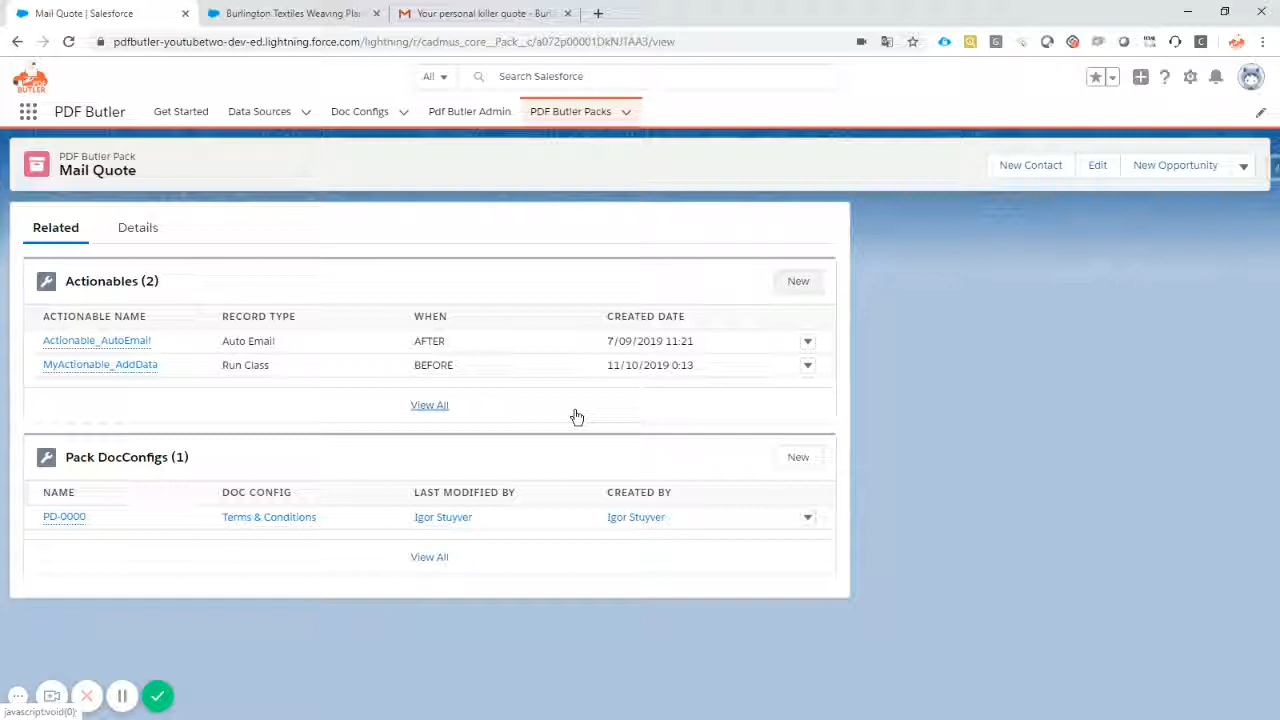 Mail Quote | Salesforce
Burlington Textiles Weaving Pla
Your personal killer quote - Burl
pdfbutler-youtubetwo-dev-ed.lightning.force.com/lightning/r/cadmus_core__Pack__c/a072p00001DkNJTAA3/view
PDF BUTLER
All
Search Salesforce
PDF Butler
Get Started
Data Sources
Doc Configs
Pdf Butler Admin
PDF Butler Packs
PDF Butler Pack
Mail Quote
New Contact
Edit
New Opportunity
Related
Details
Actionables (2)
New
ACTIONABLE NAME RECORD TYPE WHEN CREATED DATE
Actionable_AutoEmail Auto Email AFTER 7/09/2019 11:21
MyActionable_AddData Run Class BEFORE 11/10/2019 0:13
View All
Pack DocConfigs (1)
New
NAME DOC CONFIG LAST MODIFIED BY CREATED BY
PD-0000 Terms & Conditions Igor Stuyver Igor Stuyver
View All
javascript:void(0);